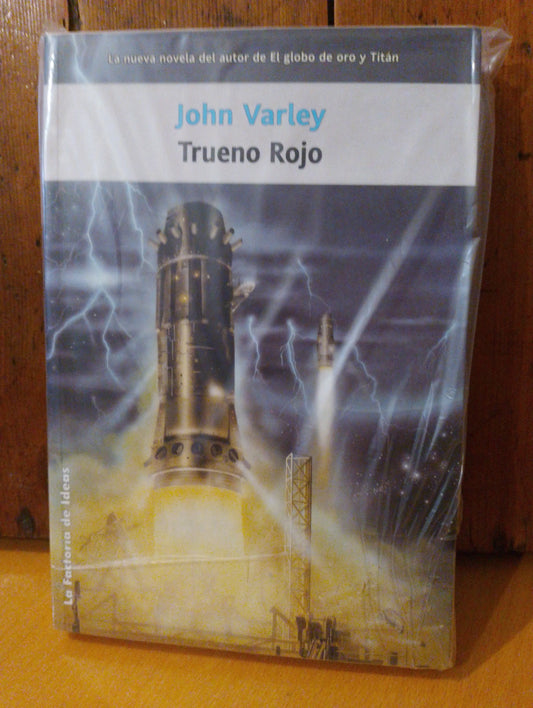 La nueva novela del autor de El globo de oro y Titán
John Varley
Trueno Rojo
La Factoría de Ideas